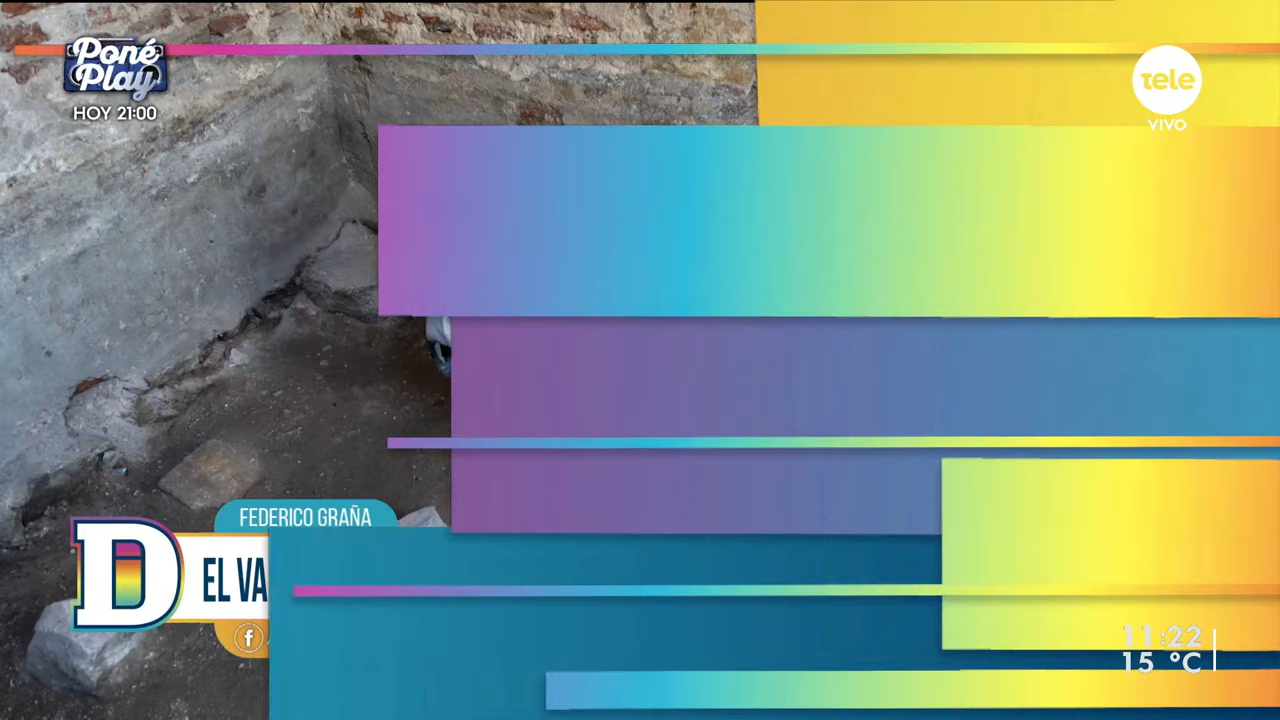 Poné
Play
HOY 21:00
tele
VIVO
FEDERICO GRAÑA
D
EL VA
f
11:22
15 °C